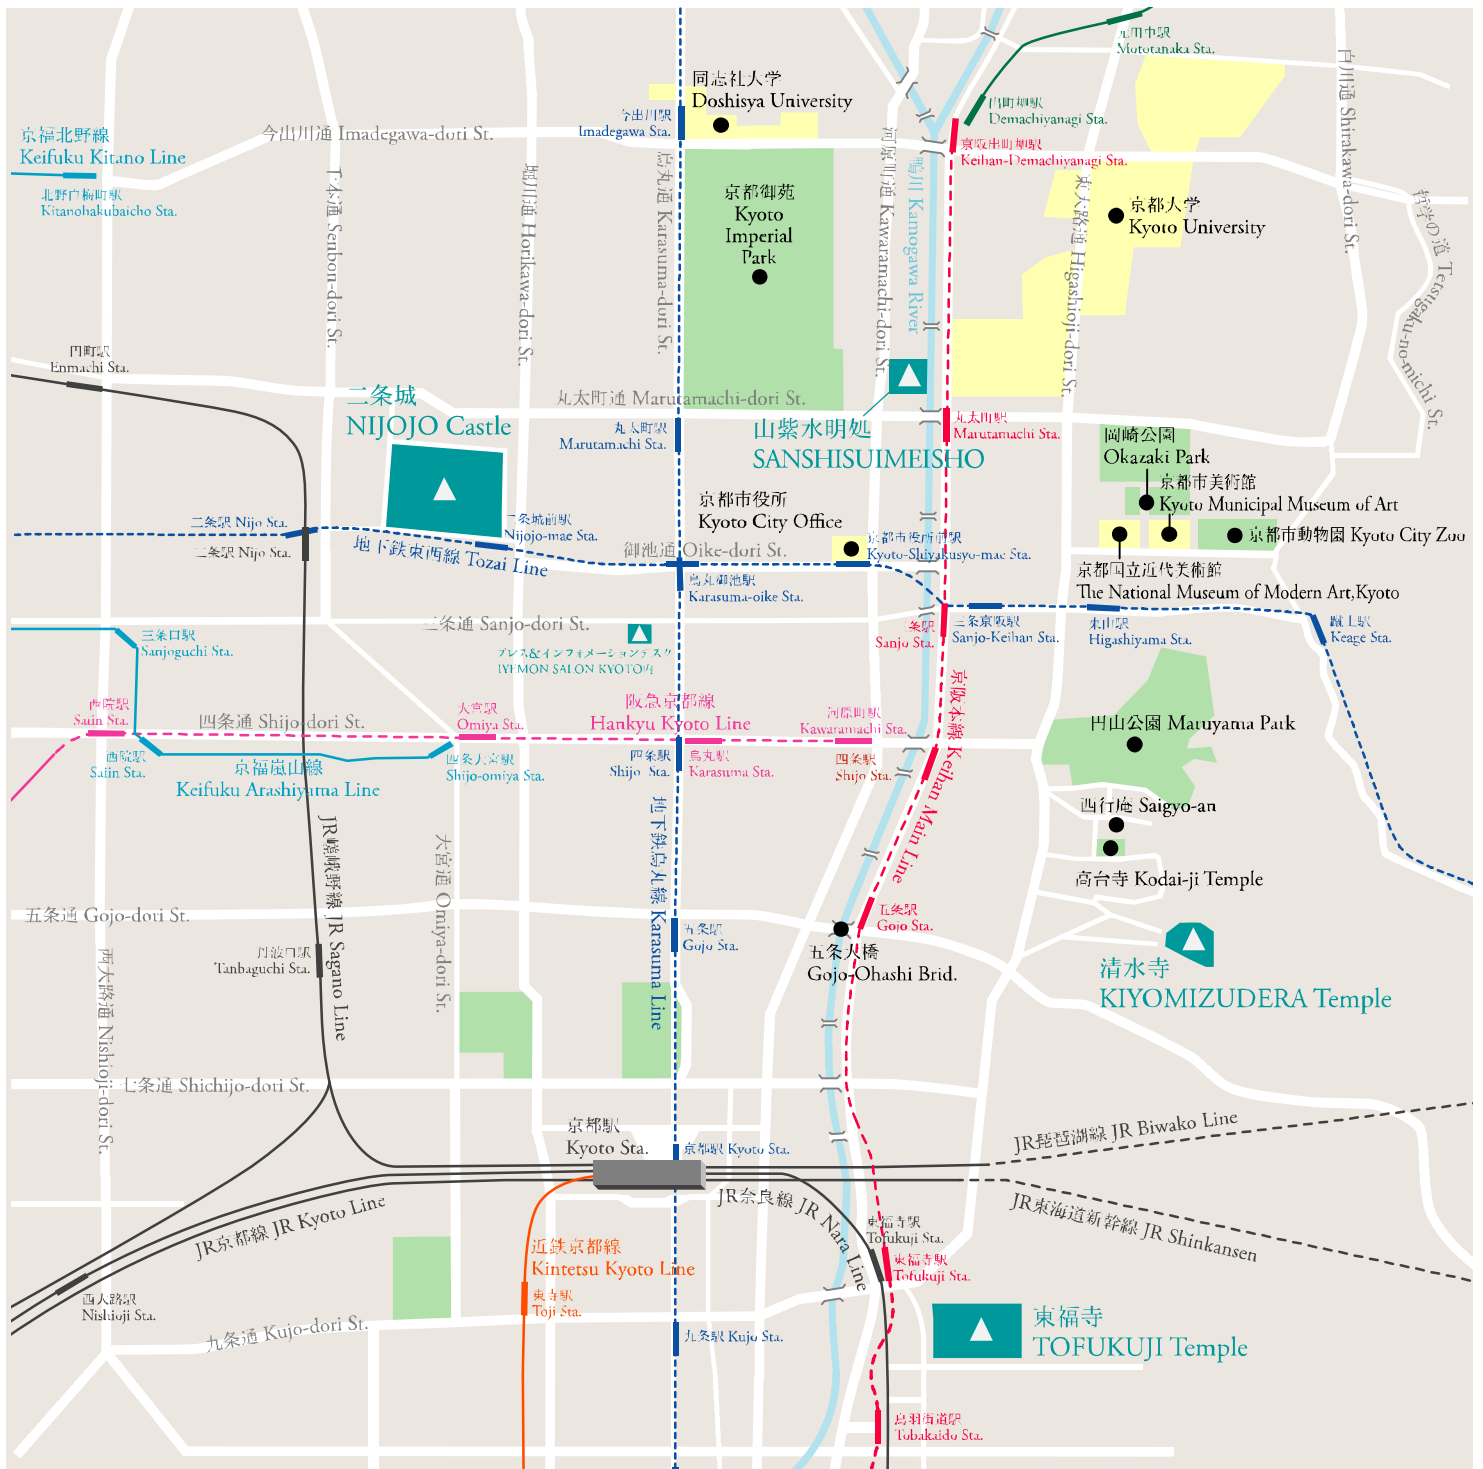 元田中駅
Mototanaka Sta.
同志社大学
Doshisya University
今出川駅
Imadegawa Sta.
出町柳駅
Demachiyanagi Sta.
京福北野線
Keifuku Kitano Line
今出川通 Imadegawa-dori St.
京阪出町柳駅
Keihan-Demachiyanagi Sta.
白川通 Shirakawa-dori St.
北野白梅町駅
Kitanohakubaicho Sta.
千本通 Senbon-dori St.
堀川通 Horikawa-dori St.
烏丸通 Karasuma-dori St.
河原町通 Kawaramachi-dori St.
鴨川 Kamogawa River
東大路通 Higashioji-dori St.
哲学の道 Tetsugaku-no-michi St.
京都御苑
Kyoto
Imperial
Park
京都大学
Kyoto University
円町駅
Enmachi Sta.
二条城
NIJOJO Castle
丸太町通 Marutamachi-dori St.
丸太町駅
Marutamachi Sta.
山紫水明処
SANSHISUIMEISHO
丸太町駅
Marutamachi Sta.
岡崎公園
Okazaki Park
京都市美術館
Kyoto Municipal Museum of Art
京都市役所
Kyoto City Office
二条駅 Nijo Sta.
二条駅 Nijo Sta.
二条城前駅
Nijojo-mae Sta.
地下鉄東西線 Tozai Line
御池通 Oike-dori St.
京都市役所前駅
Kyoto-Shiyakusyo-mae Sta.
京都市動物園 Kyoto City Zoo
京都国立近代美術館
The National Museum of Modern Art,Kyoto
烏丸御池駅
Karasuma-oike Sta.
三条口駅
Sanjoguchi Sta.
三条通 Sanjo-dori St.
プレス&インフォメーションデスク
IYEMON SALON KYOTO内
三条駅
Sanjo Sta.
三条京阪駅
Sanjo-Keihan Sta.
東山駅
Higashiyama Sta.
蹴上駅
Keage Sta.
西院駅
Saiin Sta.
四条通 Shijo-dori St.
大宮駅
Omiya Sta.
阪急京都線
Hankyu Kyoto Line
河原町駅
Kawaramachi Sta.
京阪本線 Keihan Main Line
円山公園 Maruyama Park
西院駅
Saiin Sta.
京福嵐山線
Keifuku Arashiyama Line
四条大宮駅
Shijo-omiya Sta.
四条駅
Shijo Sta.
烏丸駅
Karasuma Sta.
四条駅
Shijo Sta.
西行庵 Saigyo-an
JR嵯峨野線 JR Sagano Line
大宮通 Omiya-dori St.
地下鉄烏丸線 Karasuma Line
高台寺 Kodai-ji Temple
五条通 Gojo-dori St.
五条駅
Gojo Sta.
五条駅
Gojo Sta.
五条大橋
Gojo-Ohashi Brid.
丹波口駅
Tanbaguchi Sta.
西大路通 Nishioji-dori St.
清水寺
KIYOMIZUDERA Temple
七条通 Shichijo-dori St.
京都駅
Kyoto Sta.
京都駅 Kyoto Sta.
JR琵琶湖線 JR Biwako Line
JR京都線 JR Kyoto Line
JR奈良線 JR Nara Line
JR東海道新幹線 JR Shinkansen
東福寺駅
Tofukuji Sta.
東福寺駅
Tofukuji Sta.
近鉄京都線
Kintetsu Kyoto Line
東寺駅
Toji Sta.
西大路駅
Nishioji Sta.
九条通 Kujo-dori St.
九条駅 Kujo Sta.
東福寺
TOFUKUJI Temple
鳥羽街道駅
Tobakaido Sta.